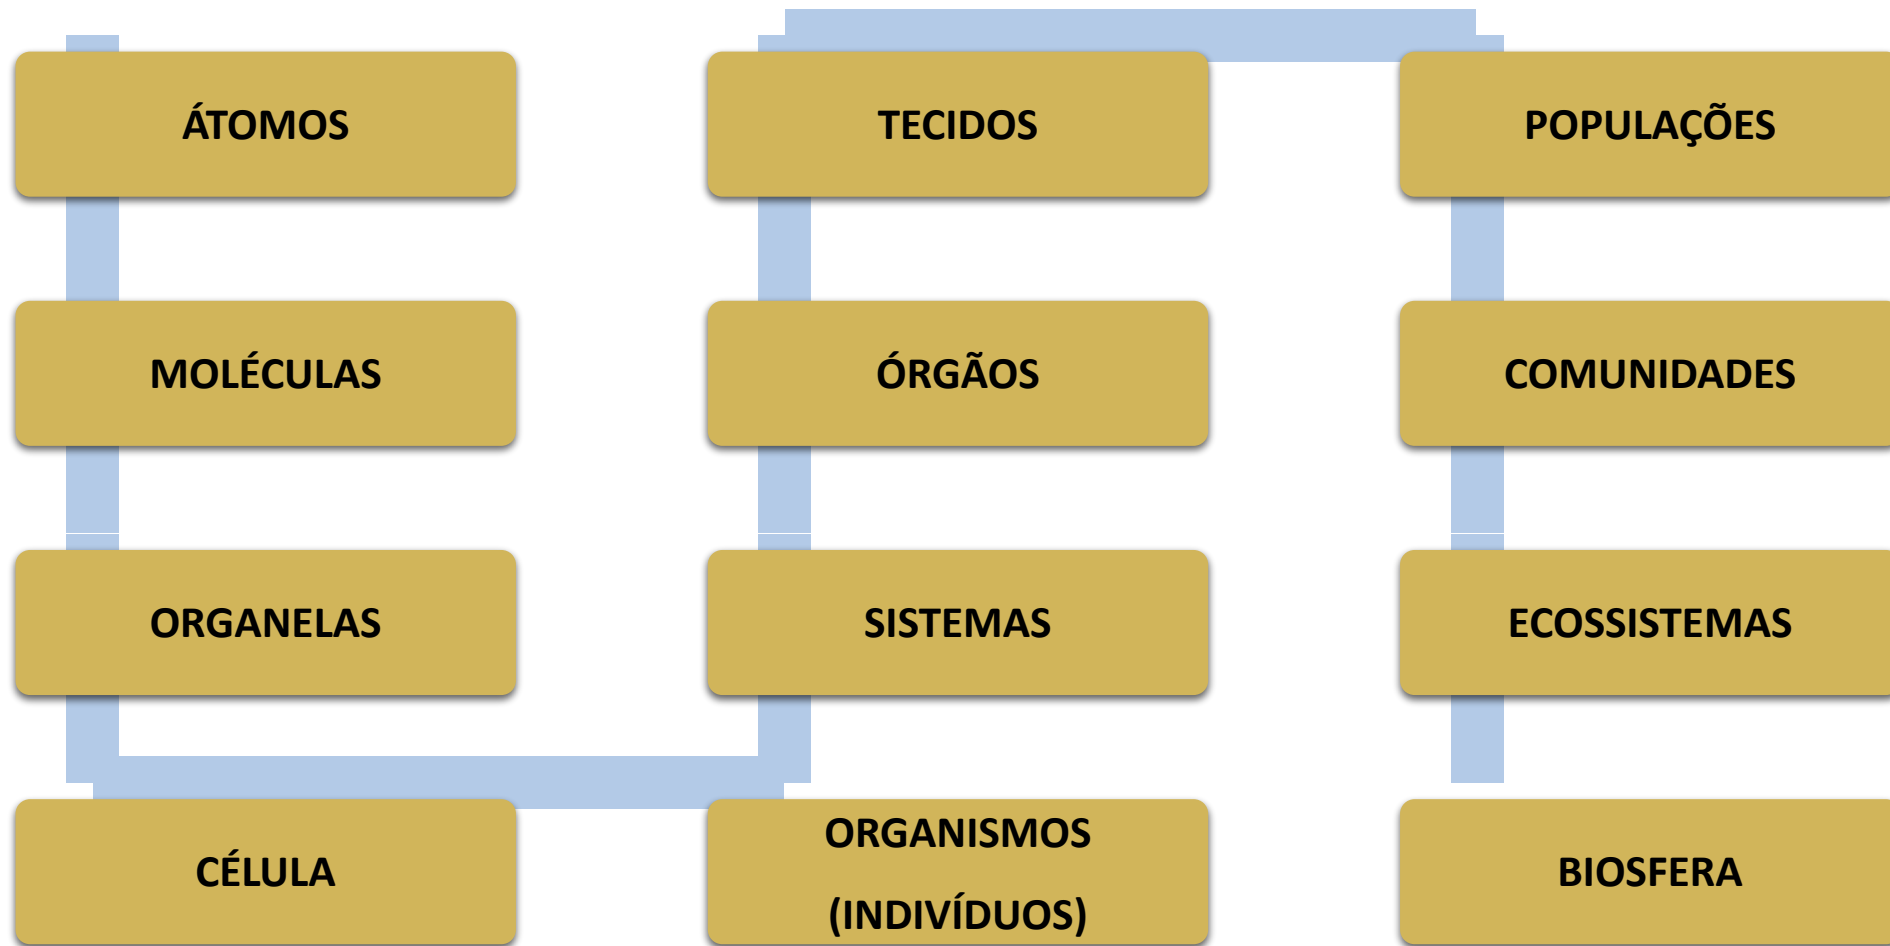 ÁTOMOS
MOLÉCULAS
ORGANELAS
CÉLULA
TECIDOS
ÓRGÃOS
SISTEMAS
ORGANISMOS
(INDIVÍDUOS)
POPULAÇÕES
COMUNIDADES
ECOSSISTEMAS
BIOSFERA